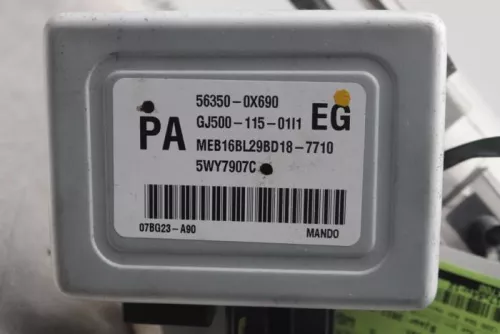 56350-0X690
PA GJ500-115-01I1 EG
MEB16BL29BD18-7710
5WY7907C
07BG23-A90 MANDO